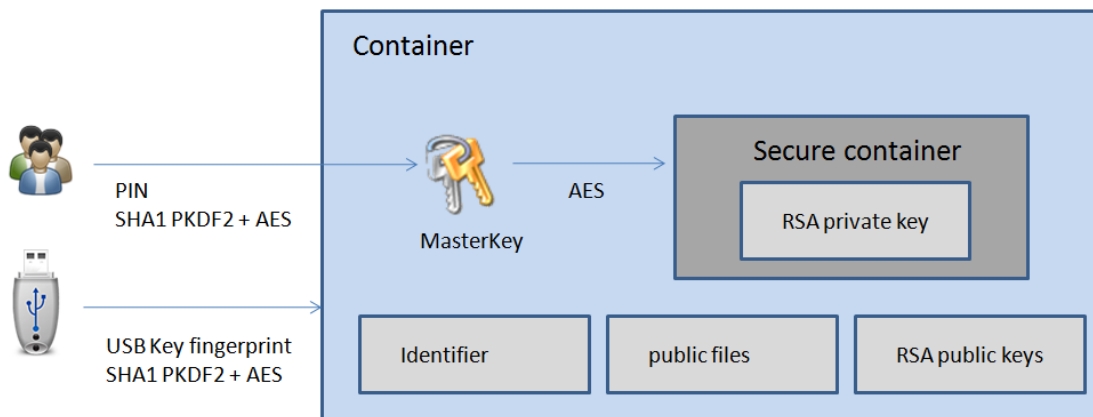 Container
Secure container
RSA private key
PIN
SHA1 PKDF2 + AES
AES
MasterKey
USB Key fingerprint
SHA1 PKDF2 + AES
Identifier
public files
RSA public keys